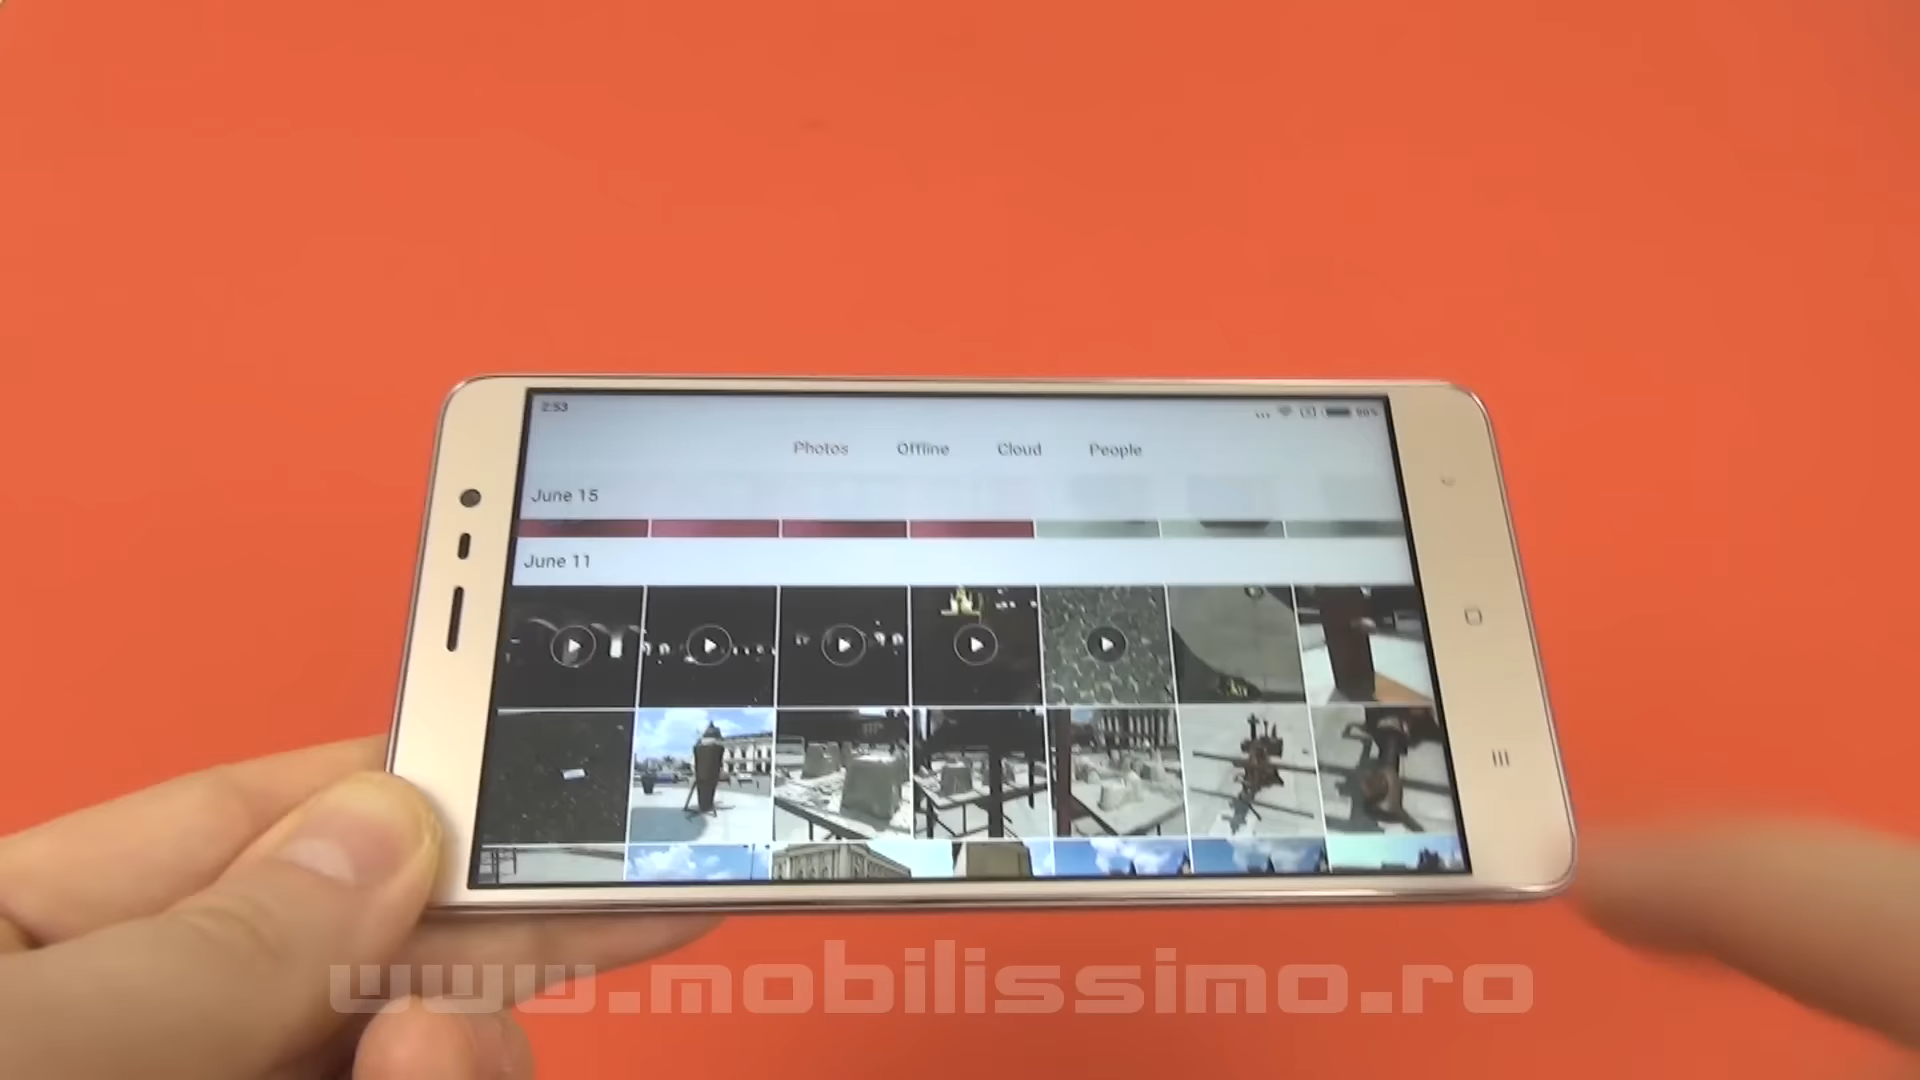 2:53
Photos Offline Cloud People
June 15
June 11
www.mobilissimo.ro